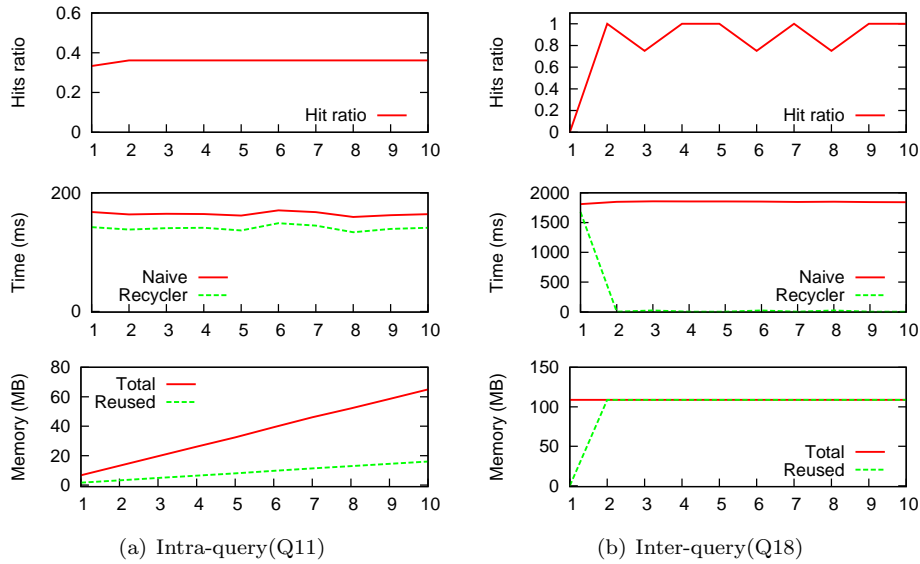 Hits ratio
0.6
0.4
0.2
0
Hit ratio
1 2 3 4 5 6 7 8 9 10
Time (ms)
200
0
Naive
Recycler
1 2 3 4 5 6 7 8 9 10
Memory (MB)
80
60
40
20
0
Total
Reused
1 2 3 4 5 6 7 8 9 10
(a) Intra-query(Q11)
Hits ratio
1
0.8
0.6
0.4
0.2
0
Hit ratio
1 2 3 4 5 6 7 8 9 10
Time (ms)
2000
1500
1000
500
0
Naive
Recycler
1 2 3 4 5 6 7 8 9 10
Memory (MB)
150
100
50
0
Total
Reused
1 2 3 4 5 6 7 8 9 10
(b) Inter-query(Q18)